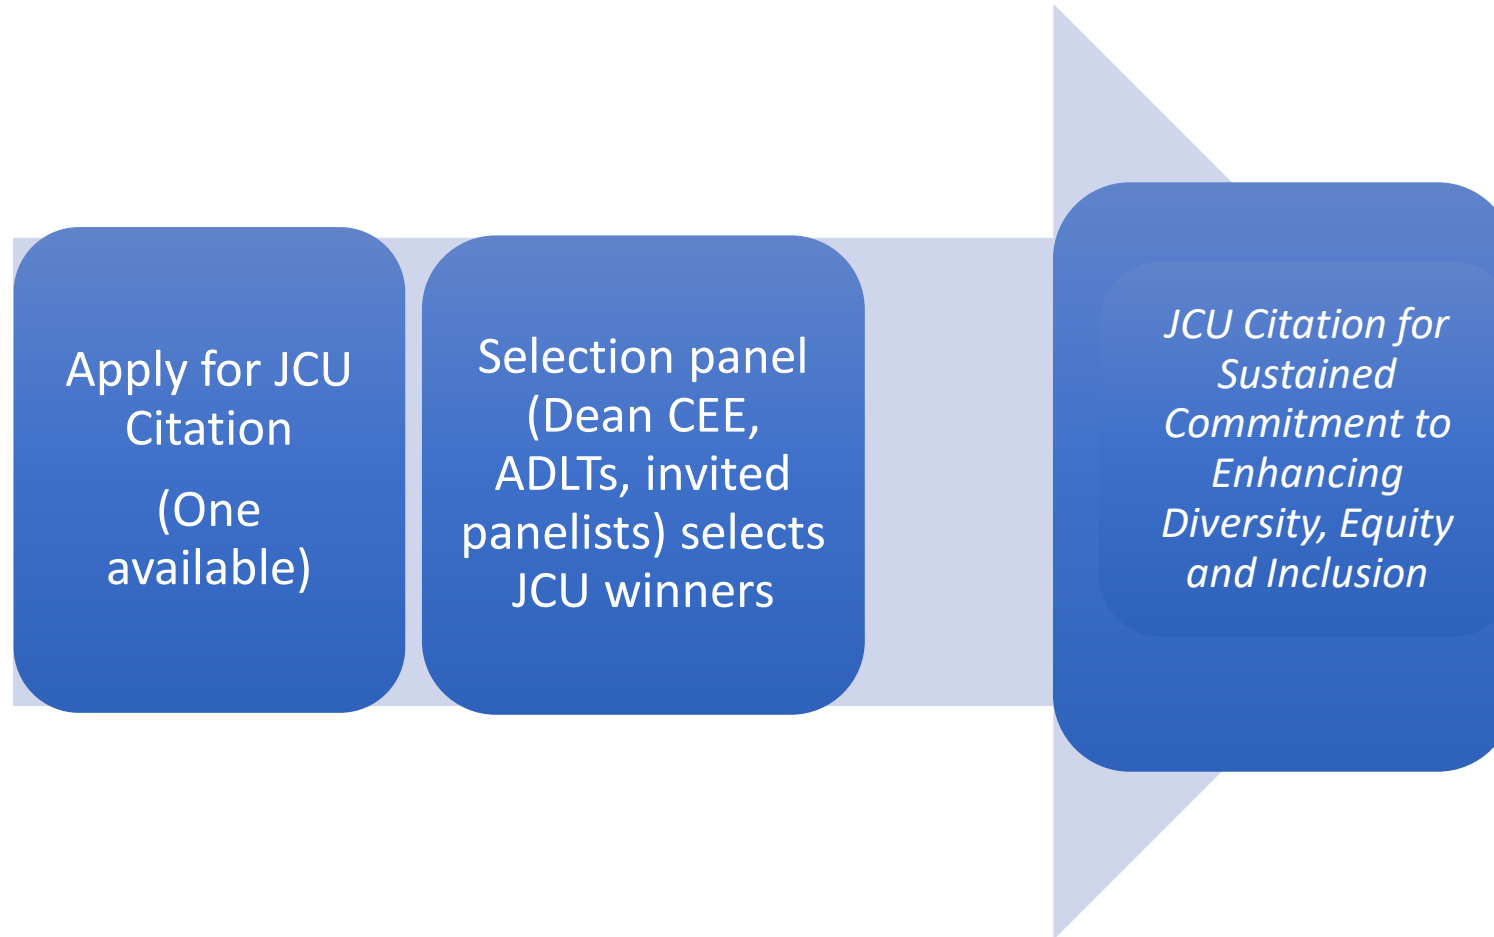 Apply for JCU
Citation
(One
available)
Selection panel
(Dean CEE,
ADLTs, invited
panelists) selects
JCU winners
JCU Citation for
Sustained
Commitment to
Enhancing
Diversity, Equity
and Inclusion